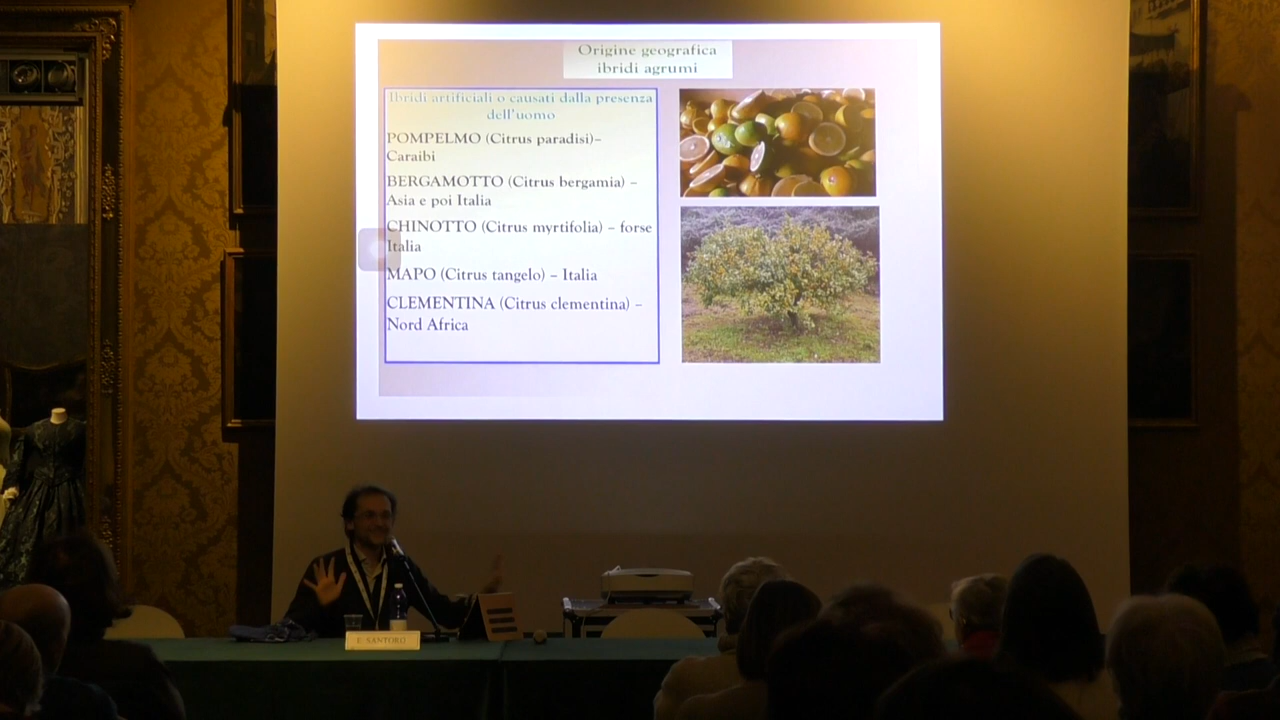 Origine geografica
ibridi agrumi
Ibridi artificiali o causati dalla presenza
dell'uomo
POMPELMO (Citrus paradisi)–
Caraibi
BERGAMOTTO (Citrus bergamia) –
Asia e poi Italia
CHINOTTO (Citrus myrtifolia) – forse
Italia
MAPO (Citrus tangelo) – Italia
CLEMENTINA (Citrus clementina) –
Nord Africa
E. SANTORO